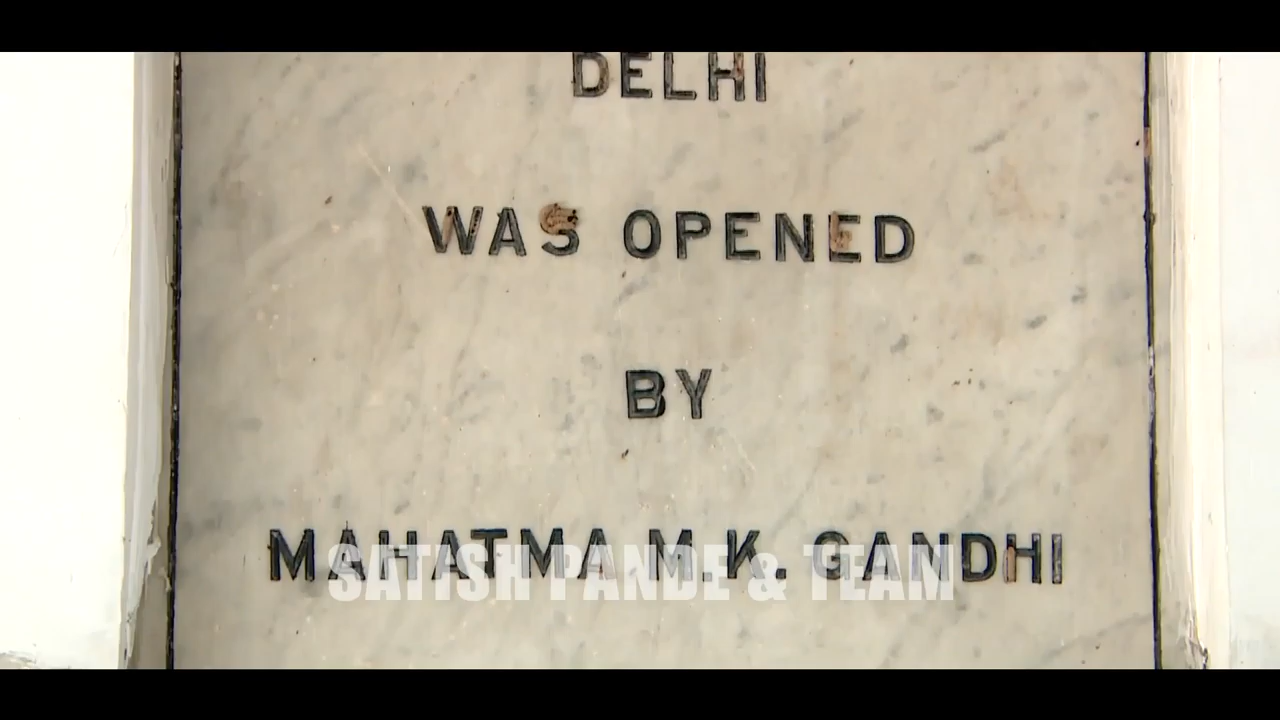 DELHI
WAS OPENED
BY
MAHATMA M.K. GANDHI
SATISH PANDE & TEAM